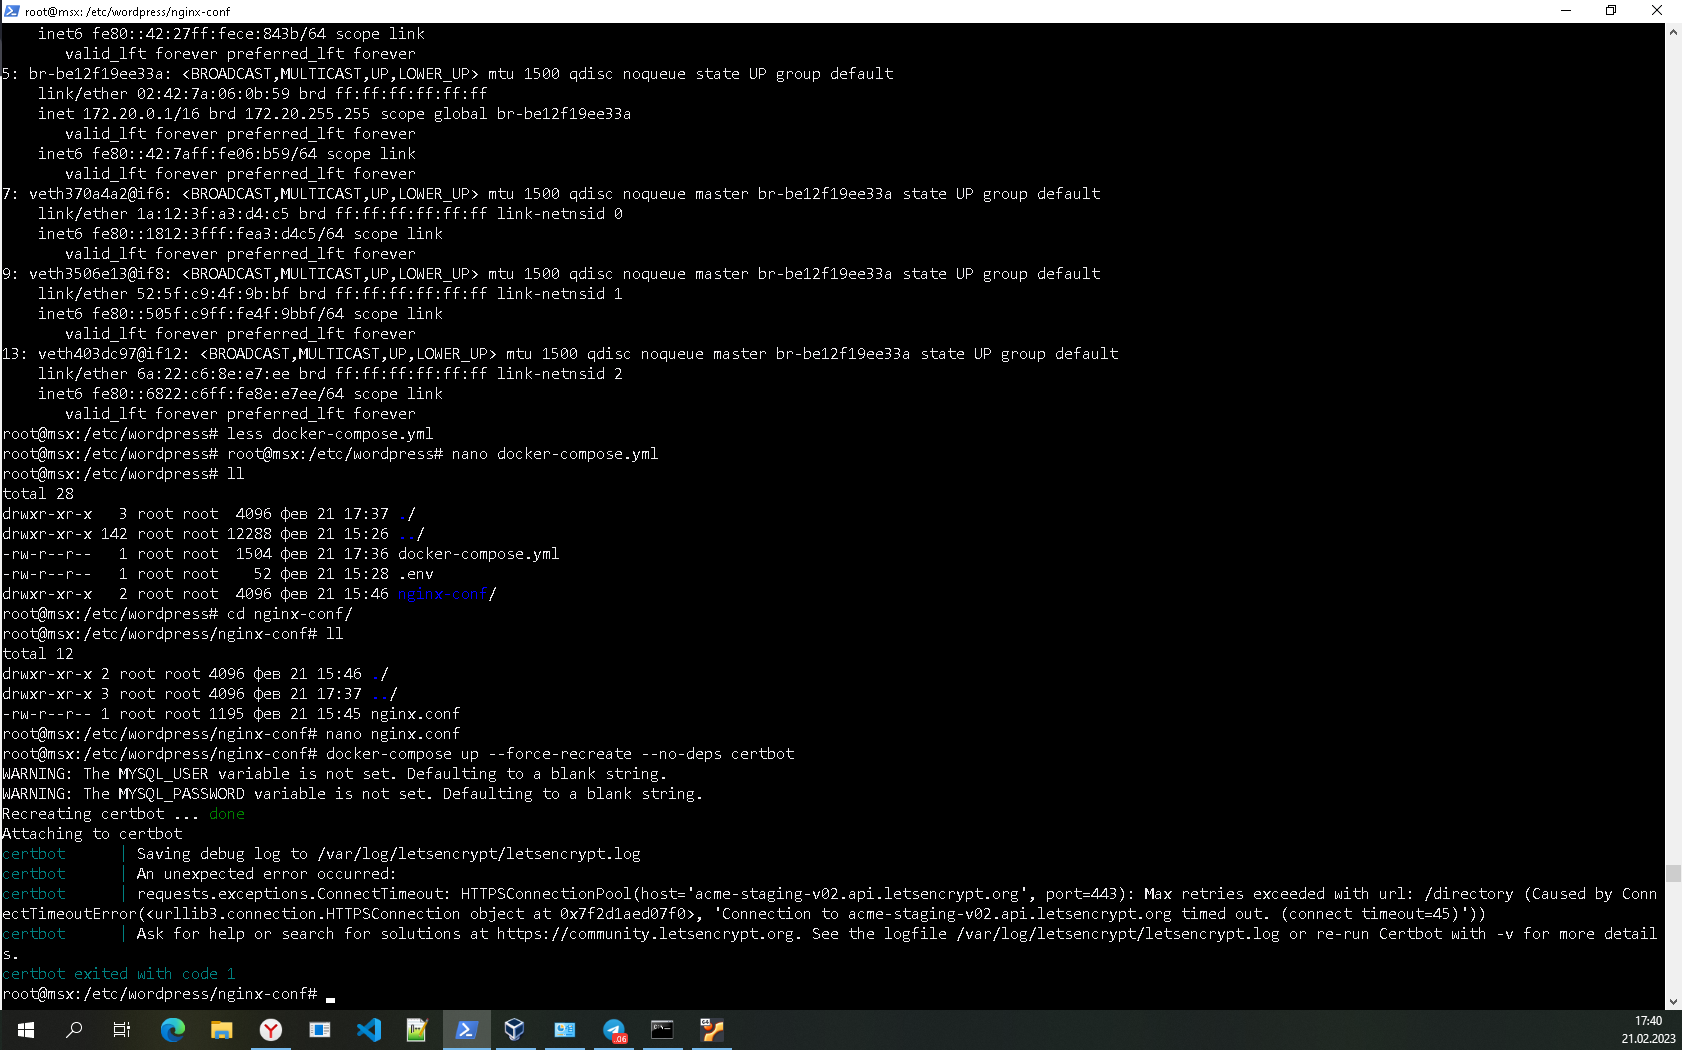 root@msx: /etc/wordpress/nginx-conf
    inet6 fe80::42:27ff:fece:843b/64 scope link
       valid_lft forever preferred_lft forever
5: br-be12f19ee33a: <BROADCAST,MULTICAST,UP,LOWER_UP> mtu 1500 qdisc noqueue state UP group default
    link/ether 02:42:7a:06:0b:59 brd ff:ff:ff:ff:ff:ff
    inet 172.20.0.1/16 brd 172.20.255.255 scope global br-be12f19ee33a
       valid_lft forever preferred_lft forever
    inet6 fe80::42:7aff:fe06:b59/64 scope link
       valid_lft forever preferred_lft forever
7: veth370a4a2@if6: <BROADCAST,MULTICAST,UP,LOWER_UP> mtu 1500 qdisc noqueue master br-be12f19ee33a state UP group default
    link/ether 1a:12:3f:a3:d4:c5 brd ff:ff:ff:ff:ff:ff link-netnsid 0
    inet6 fe80::1812:3fff:fea3:d4c5/64 scope link
       valid_lft forever preferred_lft forever
9: veth3506e13@if8: <BROADCAST,MULTICAST,UP,LOWER_UP> mtu 1500 qdisc noqueue master br-be12f19ee33a state UP group default
    link/ether 52:5f:c9:4f:9b:bf brd ff:ff:ff:ff:ff:ff link-netnsid 1
    inet6 fe80::505f:c9ff:fe4f:9bbf/64 scope link
       valid_lft forever preferred_lft forever
13: veth403dc97@if12: <BROADCAST,MULTICAST,UP,LOWER_UP> mtu 1500 qdisc noqueue master br-be12f19ee33a state UP group default
    link/ether 6a:22:c6:8e:e7:ee brd ff:ff:ff:ff:ff:ff link-netnsid 2
    inet6 fe80::6822:c6ff:fe8e:e7ee/64 scope link
       valid_lft forever preferred_lft forever
root@msx:/etc/wordpress# less docker-compose.yml
root@msx:/etc/wordpress# root@msx:/etc/wordpress# nano docker-compose.yml
root@msx:/etc/wordpress# ll
total 28
drwxr-xr-x   3 root root  4096 фев 21 17:37 ./
drwxr-xr-x 142 root root 12288 фев 21 15:26 ../
-rw-r--r--   1 root root  1504 фев 21 17:36 docker-compose.yml
-rw-r--r--   1 root root    52 фев 21 15:28 .env
drwxr-xr-x   2 root root  4096 фев 21 15:46 nginx-conf/
root@msx:/etc/wordpress# cd nginx-conf/
root@msx:/etc/wordpress/nginx-conf# ll
total 12
drwxr-xr-x 2 root root 4096 фев 21 15:46 ./
drwxr-xr-x 3 root root 4096 фев 21 17:37 ../
-rw-r--r-- 1 root root 1195 фев 21 15:45 nginx.conf
root@msx:/etc/wordpress/nginx-conf# nano nginx.conf
root@msx:/etc/wordpress/nginx-conf# docker-compose up --force-recreate --no-deps certbot
WARNING: The MYSQL_USER variable is not set. Defaulting to a blank string.
WARNING: The MYSQL_PASSWORD variable is not set. Defaulting to a blank string.
Recreating certbot ... done
Attaching to certbot
certbot      | Saving debug log to /var/log/letsencrypt/letsencrypt.log
certbot      | An unexpected error occurred:
certbot      | requests.exceptions.ConnectTimeout: HTTPSConnectionPool(host='acme-staging-v02.api.letsencrypt.org', port=443): Max retries exceeded with url: /directory (Caused by Conn
ectTimeoutError(<urllib3.connection.HTTPSConnection object at 0x7f2d1aed07f0>, 'Connection to acme-staging-v02.api.letsencrypt.org timed out. (connect timeout=45)'))
certbot      | Ask for help or search for solutions at https://community.letsencrypt.org. See the logfile /var/log/letsencrypt/letsencrypt.log or re-run Certbot with -v for more detail
s.
certbot exited with code 1
root@msx:/etc/wordpress/nginx-conf#
17:40
21.02.2023